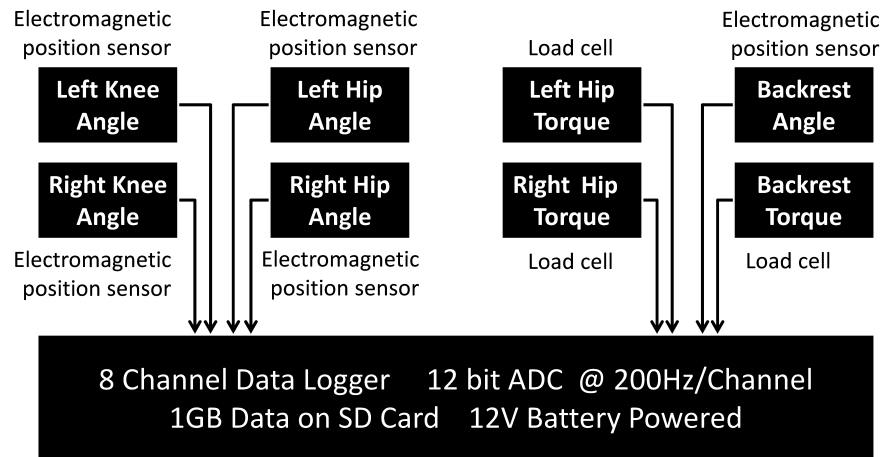 Electromagnetic
position sensor
Left Knee
Angle
Right Knee
Angle
Electromagnetic
position sensor
Electromagnetic
position sensor
Left Hip
Angle
Right Hip
Angle
Electromagnetic
position sensor
Load cell
Left Hip
Torque
Right Hip
Torque
Load cell
Electromagnetic
position sensor
Backrest
Angle
Backrest
Torque
Load cell
8 Channel Data Logger 12 bit ADC @ 200Hz/Channel
1GB Data on SD Card 12V Battery Powered